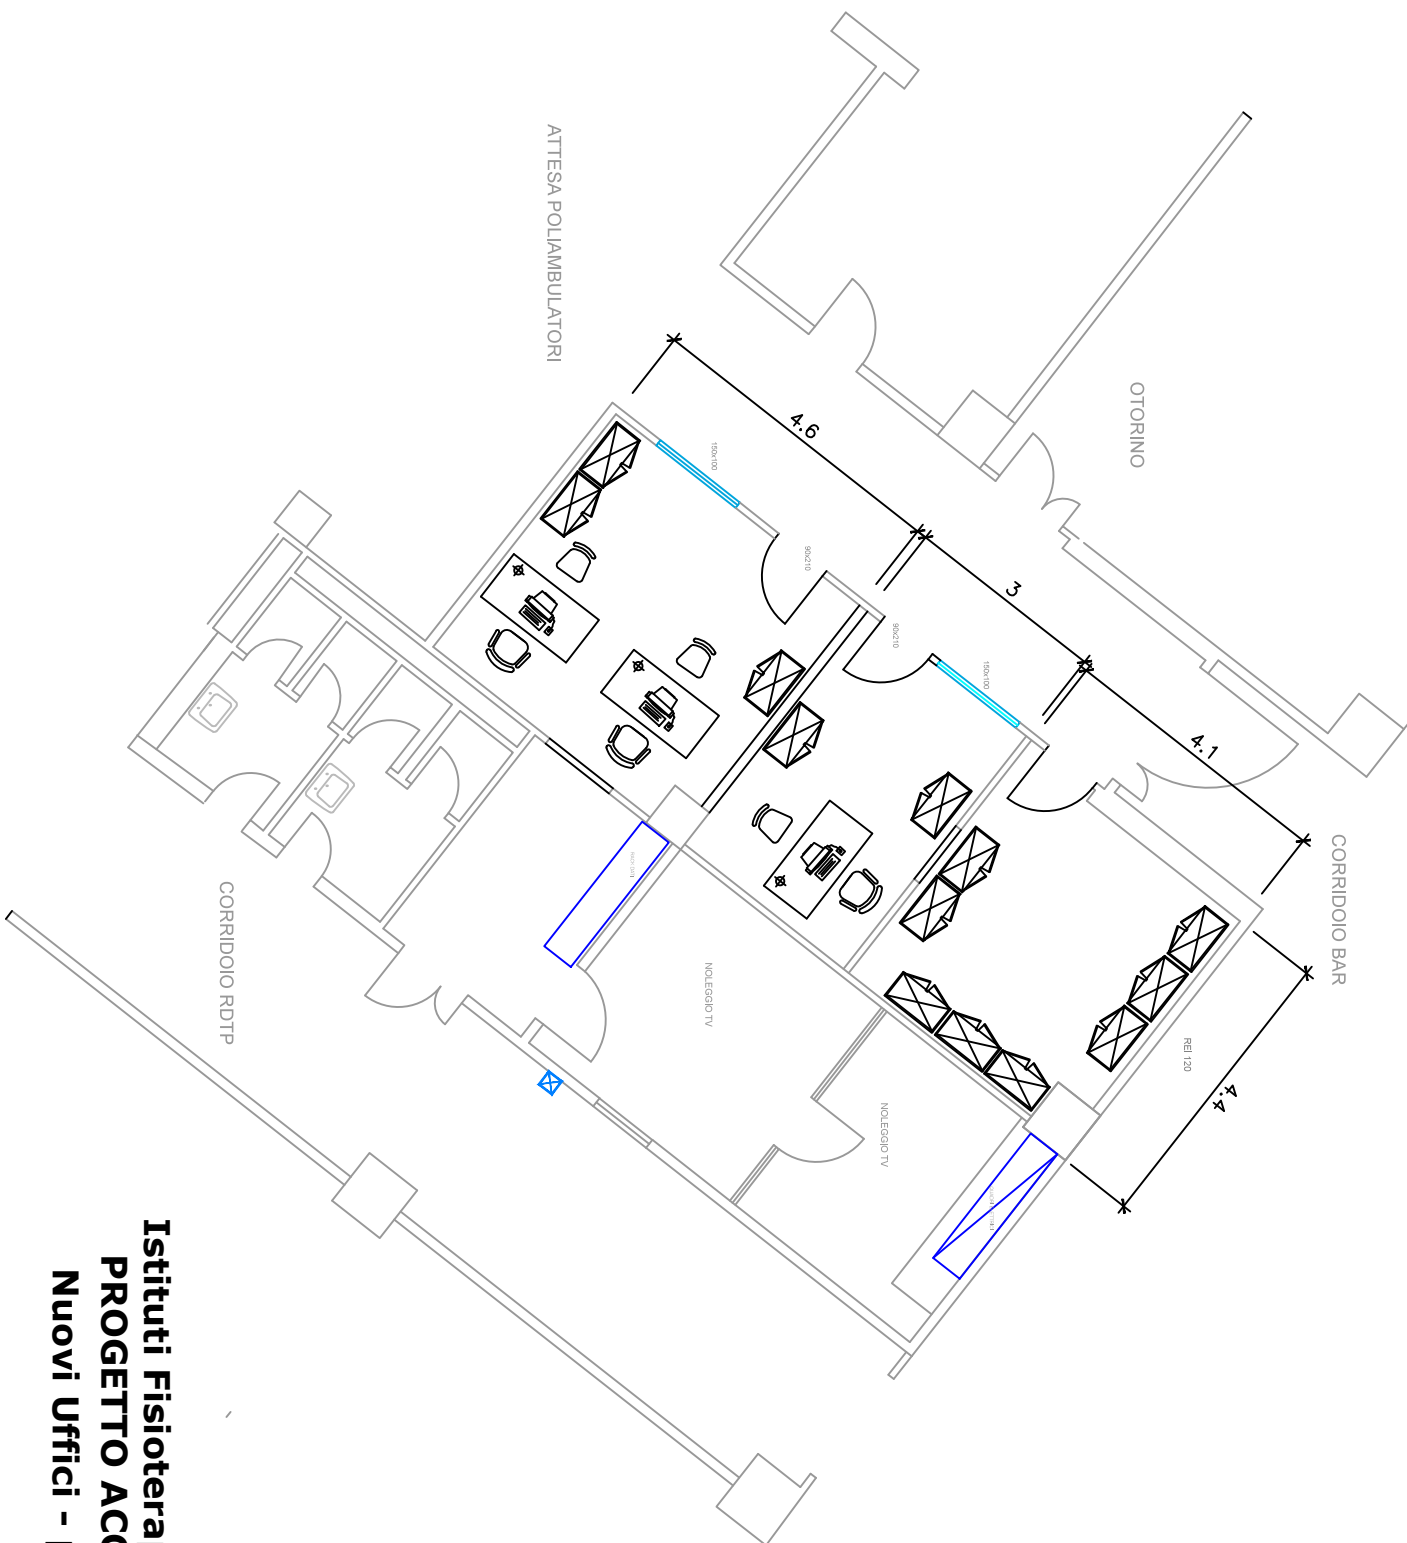 ATTESA POLIAMBULATORI
OTORINO
4.6
150x100
90x210
3
90x210
150x100
4.1
CORRIDOIO BAR
REI 120
4.4
NOLEGGIO TV
NOLEGGIO TV
CORRIDOIO RDTP
Istituti Fisiotera
PROGETTO ACC
Nuovi Uffici -